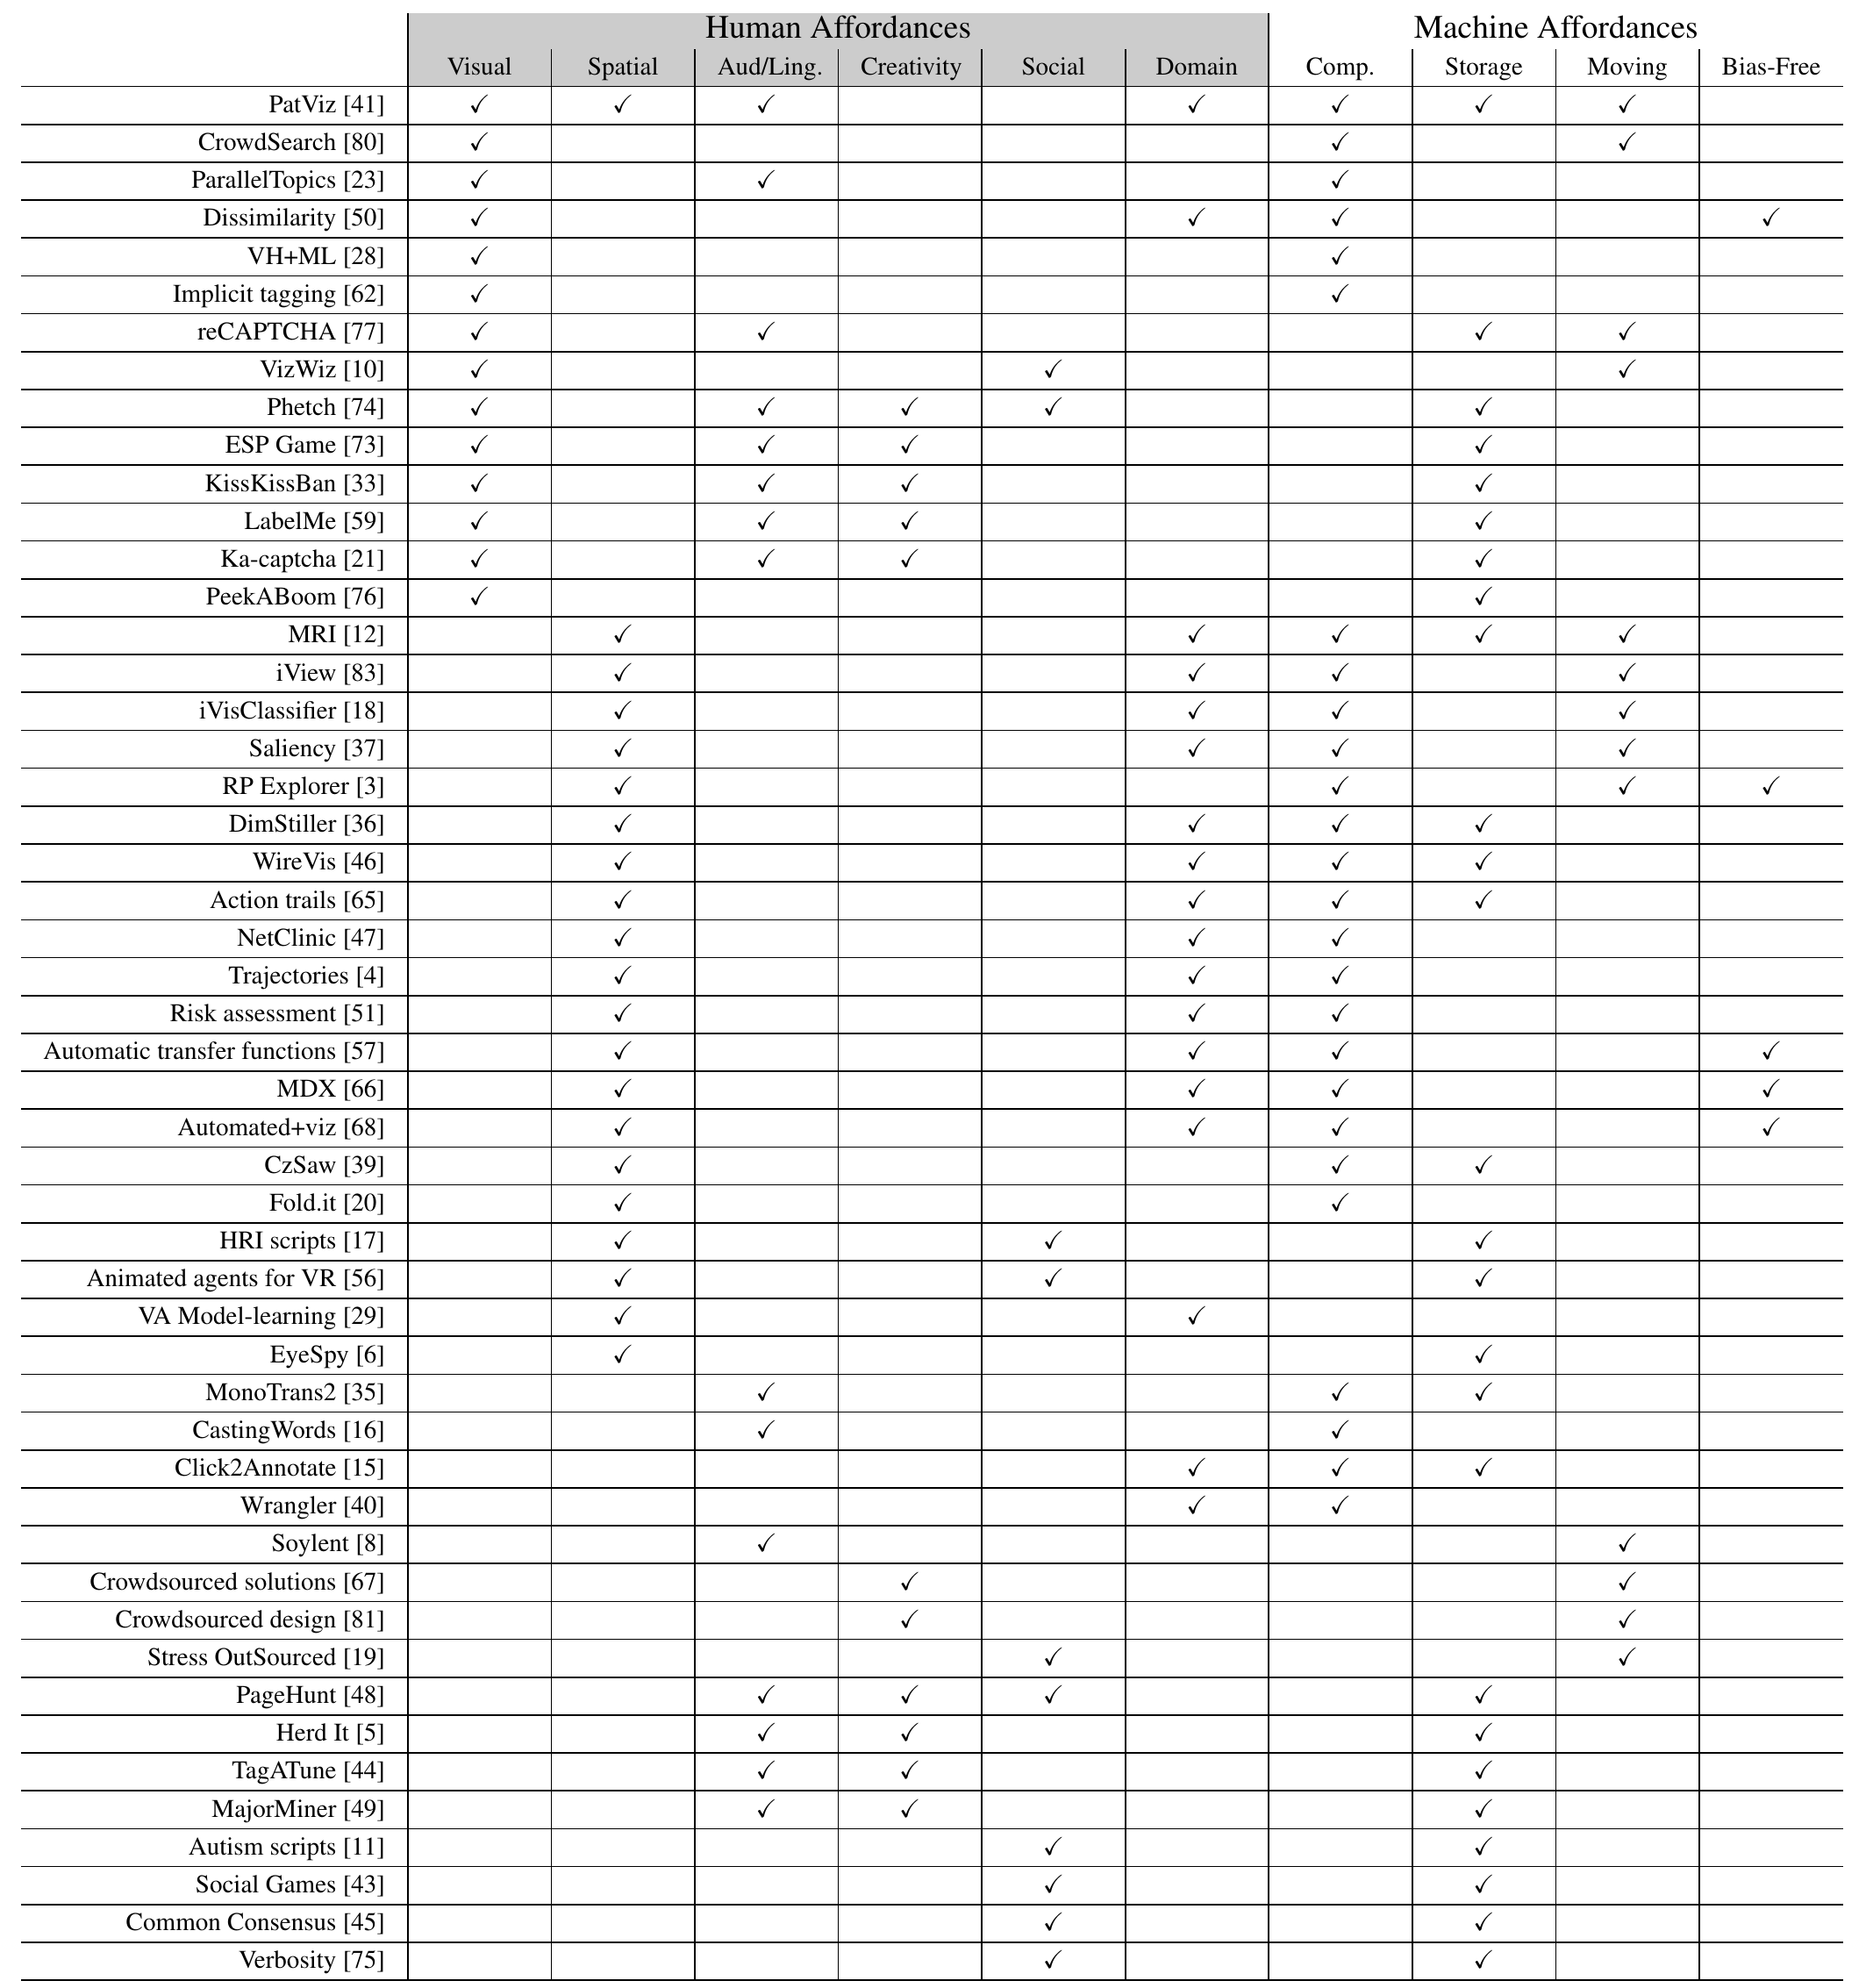 Human Affordances Machine Affordances
Visual Spatial Aud/Ling. Creativity Social Domain Comp. Storage Moving Bias-Free
PatViz [41] ✓ ✓ ✓ ✓ ✓ ✓ ✓
CrowdSearch [80] ✓ ✓ ✓
ParallelTopics [23] ✓ ✓ ✓
Dissimilarity [50] ✓ ✓ ✓ ✓
VH+ML [28] ✓ ✓
Implicit tagging [62] ✓ ✓
reCAPTCHA [77] ✓ ✓ ✓ ✓
VizWiz [10] ✓ ✓ ✓
Phetch [74] ✓ ✓ ✓ ✓ ✓
ESP Game [73] ✓ ✓ ✓ ✓
KissKissBan [33] ✓ ✓ ✓ ✓
LabelMe [59] ✓ ✓ ✓ ✓
Ka-captcha [21] ✓ ✓ ✓ ✓
PeekABoom [76] ✓ ✓
MRI [12] ✓ ✓ ✓ ✓ ✓
iView [83] ✓ ✓ ✓ ✓
iVisClassifier [18] ✓ ✓ ✓ ✓
Saliency [37] ✓ ✓ ✓ ✓
RP Explorer [3] ✓ ✓ ✓ ✓
DimStiller [36] ✓ ✓ ✓ ✓
WireVis [46] ✓ ✓ ✓ ✓
Action trails [65] ✓ ✓ ✓ ✓
NetClinic [47] ✓ ✓ ✓
Trajectories [4] ✓ ✓ ✓
Risk assessment [51] ✓ ✓ ✓
Automatic transfer functions [57] ✓ ✓ ✓ ✓
MDX [66] ✓ ✓ ✓ ✓
Automated+viz [68] ✓ ✓ ✓ ✓
CzSaw [39] ✓ ✓ ✓
Fold.it [20] ✓ ✓
HRI scripts [17] ✓ ✓ ✓
Animated agents for VR [56] ✓ ✓ ✓
VA Model-learning [29] ✓ ✓
EyeSpy [6] ✓ ✓
MonoTrans2 [35] ✓ ✓ ✓
CastingWords [16] ✓ ✓
Click2Annotate [15] ✓ ✓ ✓
Wrangler [40] ✓ ✓
Soylent [8] ✓ ✓
Crowdsourced solutions [67] ✓ ✓
Crowdsourced design [81] ✓ ✓
Stress OutSourced [19] ✓ ✓
PageHunt [48] ✓ ✓ ✓ ✓
Herd It [5] ✓ ✓ ✓
TagATune [44] ✓ ✓ ✓
MajorMiner [49] ✓ ✓ ✓
Autism scripts [11] ✓ ✓
Social Games [43] ✓ ✓
Common Consensus [45] ✓ ✓
Verbosity [75] ✓ ✓